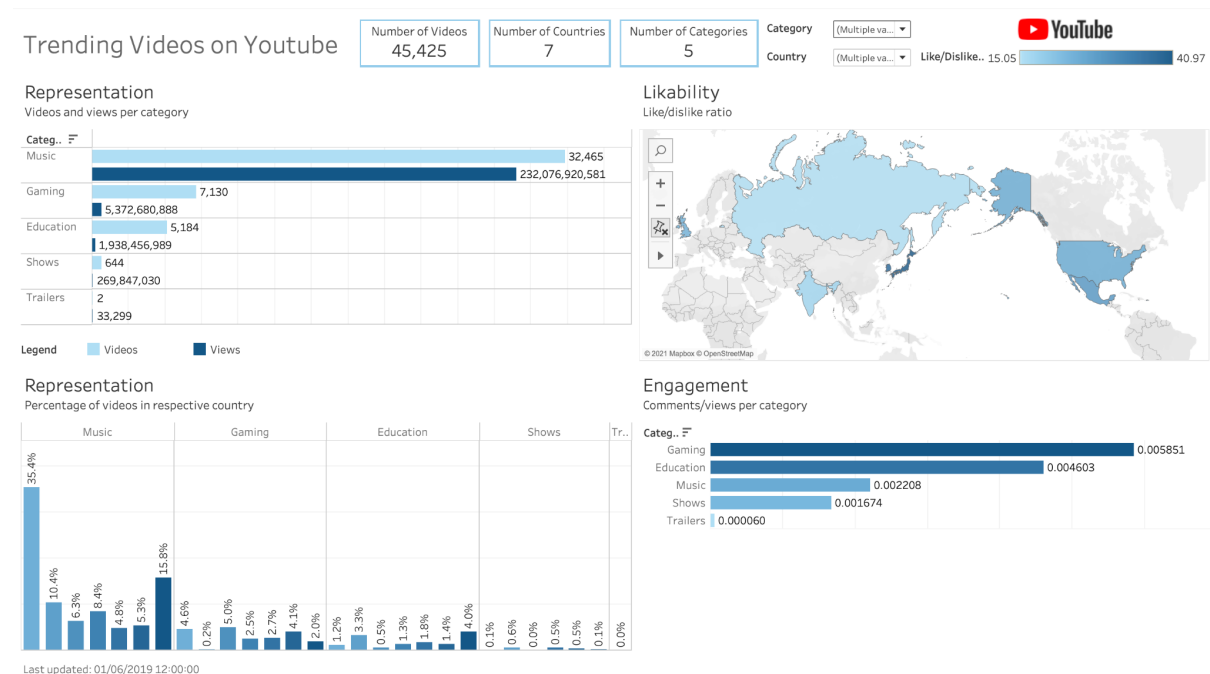 Trending Videos on Youtube
Number of Videos
45,425
Number of Countries
7
Number of Categories
5
Category
(Multiple va...
Country
(Multiple va...
YouTube
Like/Dislike.. 15.05
40.97
Representation
Videos and views per category
Categ..
Music
32,465
232,076,920,581
Gaming
7,130
5,372,680,888
Education
5,184
1,938,456,989
Shows
644
269,847,030
Trailers
2
33,299
Legend
Videos
Views
Likability
Like/dislike ratio
© 2021 Mapbox © OpenStreetMap
Representation
Percentage of videos in respective country
Music
Gaming
Education
Shows
Tr..
35.4%
10.4%
6.3%
8.4%
4.8%
5.3%
15.8%
4.6%
0.2%
5.0%
2.5%
2.7%
4.1%
2.0%
1.2%
3.3%
0.5%
1.3%
1.8%
1.4%
4.0%
0.1%
0.6%
0.0%
0.5%
0.5%
0.1%
0.0%
Engagement
Comments/views per category
Categ..
Gaming
0.005851
Education
0.004603
Music
0.002208
Shows
0.001674
Trailers
0.000060
Last updated: 01/06/2019 12:00:00